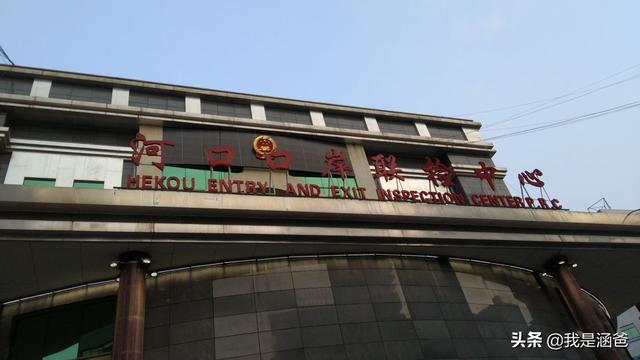 河口口岸联检中心
HEKOU ENTRY AND EXIT INSPECTION CENTER P.R.C.
头条 @我是涵爸